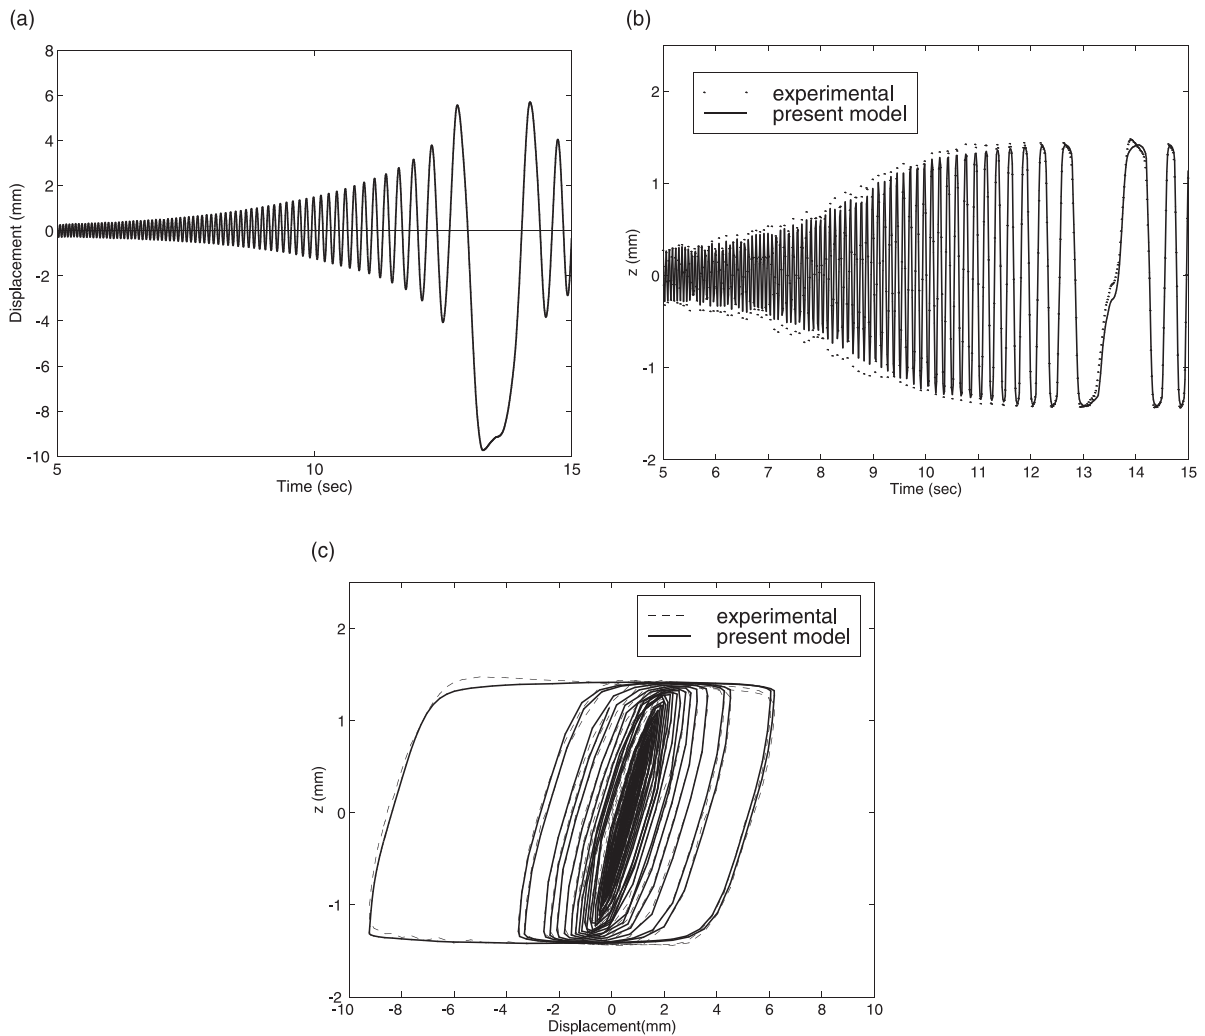 (a)
8
6
4
2
0
-2
-4
-6
-8
-10
Displacement (mm)
5
10
15
Time (sec)
(b)
experimental
present model
2
1
0
-1
-2
z (mm)
5 6 7 8 9 10 11 12 13 14 15
Time (sec)
(c)
experimental
present model
2
1
0
-1
-2
z (mm)
-10 -8 -6 -4 -2 0 2 4 6 8 10
Displacement(mm)